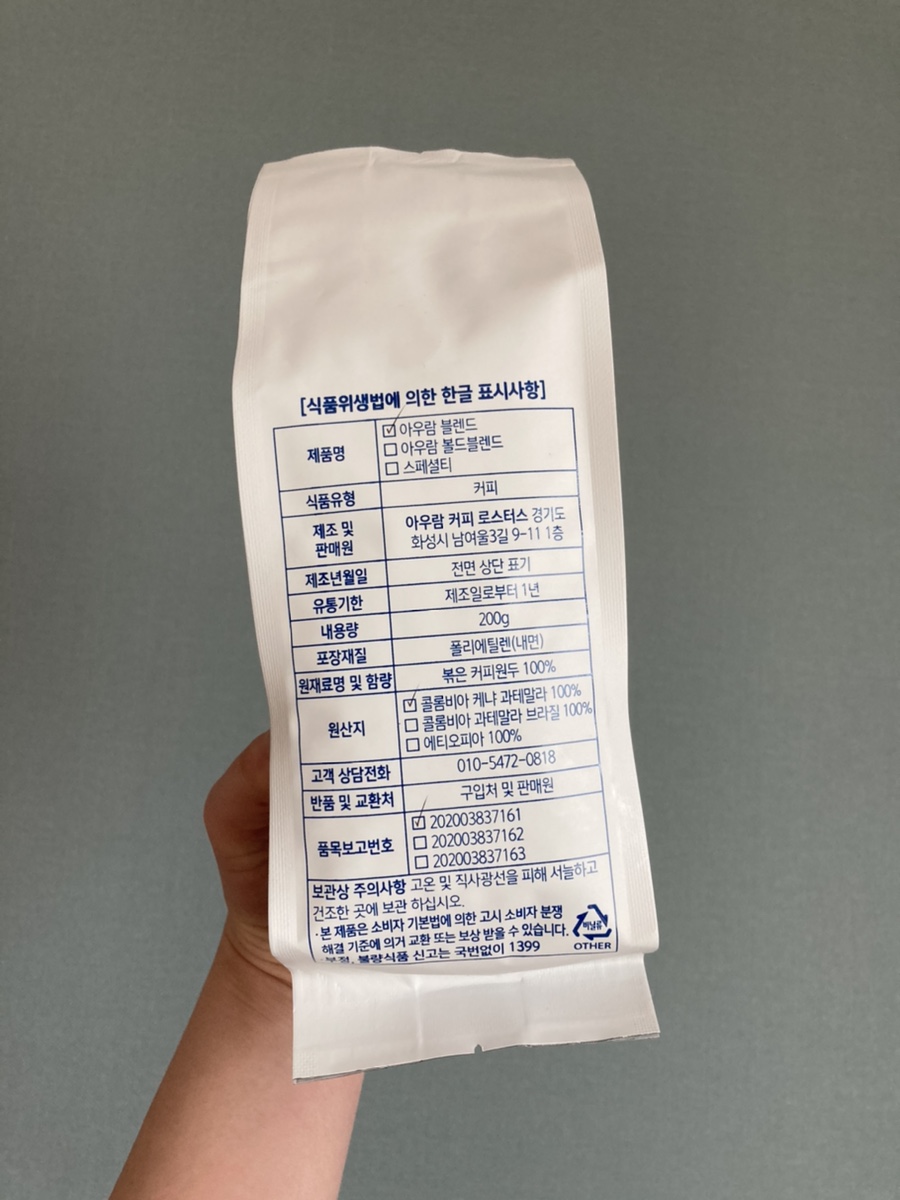 [식품위생법에 의한 한글 표시사항]
제품명
☑ 아우람 블렌드
☐ 아우람 볼드블렌드
☐ 스페셜티
식품유형 커피
제조 및 판매원
아우람 커피 로스터스 경기도
화성시 남여울3길 9-11 1층
제조년월일 전면 상단 표기
유통기한 제조일로부터 1년
내용량 200g
포장재질 폴리에틸렌(내면)
원재료명 및 함량 볶은 커피원두 100%
원산지
☑ 콜롬비아 케냐 과테말라 100%
☐ 콜롬비아 과테말라 브라질 100%
☐ 에티오피아 100%
고객 상담전화 010-5472-0818
반품 및 교환처 구입처 및 판매원
품목보고번호
☑ 202003837161
☐ 202003837162
☐ 202003837163
보관상 주의사항 고온 및 직사광선을 피해 서늘하고
건조한 곳에 보관 하십시오.
·본 제품은 소비자 기본법에 의한 고시 소비자 분쟁
해결 기준에 의거 교환 또는 보상 받을 수 있습니다.
·부정, 불량식품 신고는 국번없이 1399
비닐류
OTHER